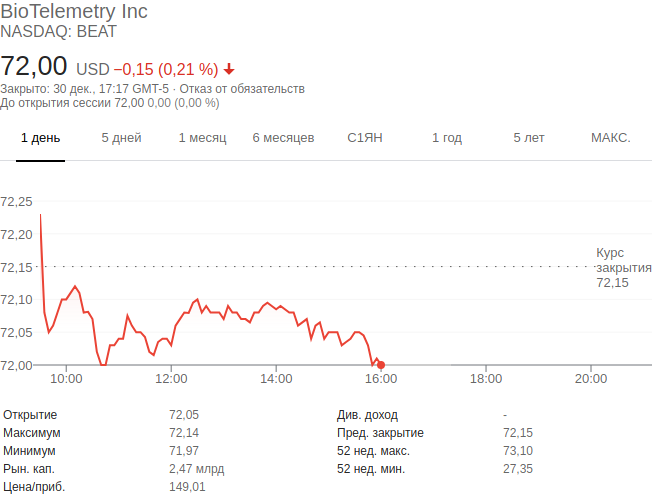 BioTelemetry Inc
NASDAQ: BEAT
72,00 USD −0,15 (0,21 %)
Закрыто: 30 дек., 17:17 GMT-5 · Отказ от обязательств
До открытия сессии 72,00 0,00 (0,00 %)
1 день 5 дней 1 месяц 6 месяцев С1ЯН 1 год 5 лет МАКС.
72,25
72,20
72,15
72,10
72,05
72,00
Курс
закрытия
72,15
10:00 12:00 14:00 16:00 18:00 20:00
Открытие 72,05 Див. доход -
Максимум 72,14 Пред. закрытие 72,15
Минимум 71,97 52 нед. макс. 73,10
Рын. кап. 2,47 млрд 52 нед. мин. 27,35
Цена/приб. 149,01